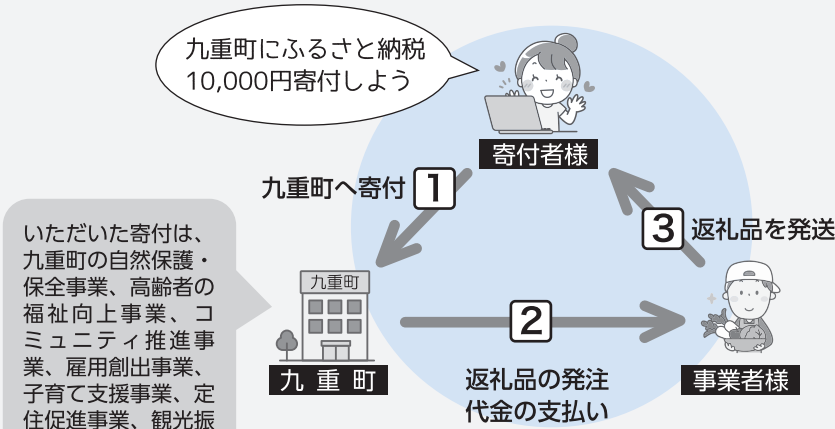 九重町にふるさと納税
10,000円寄付しよう
寄付者様
九重町へ寄付
1
3
返礼品を発送
いただいた寄付は、
九重町の自然保護・
保全事業、高齢者の
福祉向上事業、コ
ミュニティ推進事
業、雇用創出事業、
子育て支援事業、定
住促進事業、観光振
九重町
九重町
2
返礼品の発注
代金の支払い
事業者様